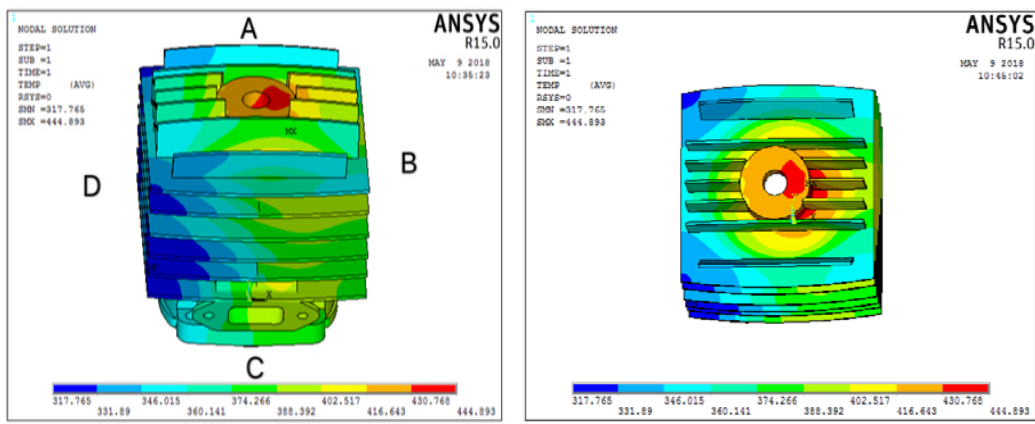 1
NODAL SOLUTION
STEP=1
SUB =1
TIME=1
TEMP (AVG)
RSYS=0
SMN =317.765
SMX =444.893
ANSYS
R15.0
MAY 9 2018
10:35:23
A
B
C
D
MX
X
317.765 346.015 374.266 402.517 430.768
331.89 360.141 388.392 416.643 444.893
1
NODAL SOLUTION
STEP=1
SUB =1
TIME=1
TEMP (AVG)
RSYS=0
SMN =317.765
SMX =444.893
ANSYS
R15.0
MAY 9 2018
10:45:02
317.765 346.015 374.266 402.517 430.768
331.89 360.141 388.392 416.643 444.893